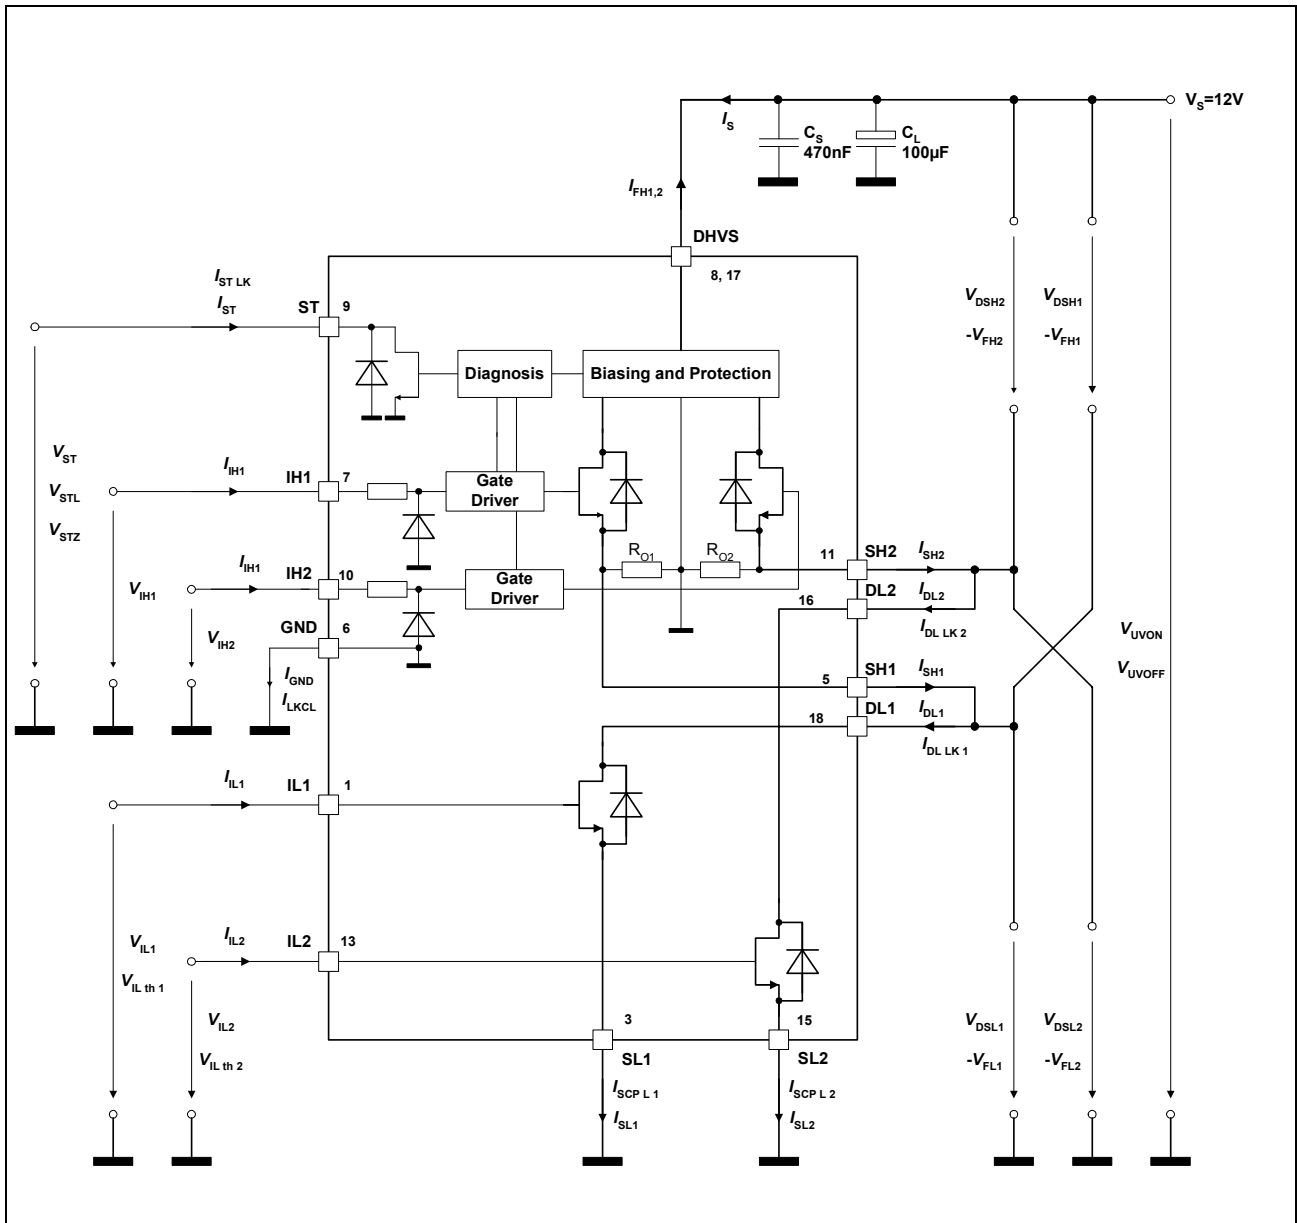 V_S=12V
I_S
C_S
470nF
C_L
100µF
I_FH1,2
DHVS
8, 17
I_ST LK
I_ST
ST
9
V_DSH2
-V_FH2
V_DSH1
-V_FH1
Diagnosis
Biasing and Protection
V_ST
V_STL
V_STZ
I_IH1
IH1
7
Gate
Driver
R_O1
R_O2
11
SH2
I_SH2
I_IH1
IH2
10
Gate
Driver
V_IH1
DL2
I_DL2
16
I_DL LK 2
GND
6
V_IH2
V_UVON
V_UVOFF
I_GND
I_LKCL
5
SH1
I_SH1
DL1
I_DL1
18
I_DL LK 1
I_IL1
IL1
1
V_IL1
V_IL th 1
I_IL2
IL2
13
V_IL2
V_IL th 2
3
SL1
15
SL2
V_DSL1
-V_FL1
V_DSL2
-V_FL2
I_SCP L 1
I_SL1
I_SCP L 2
I_SL2